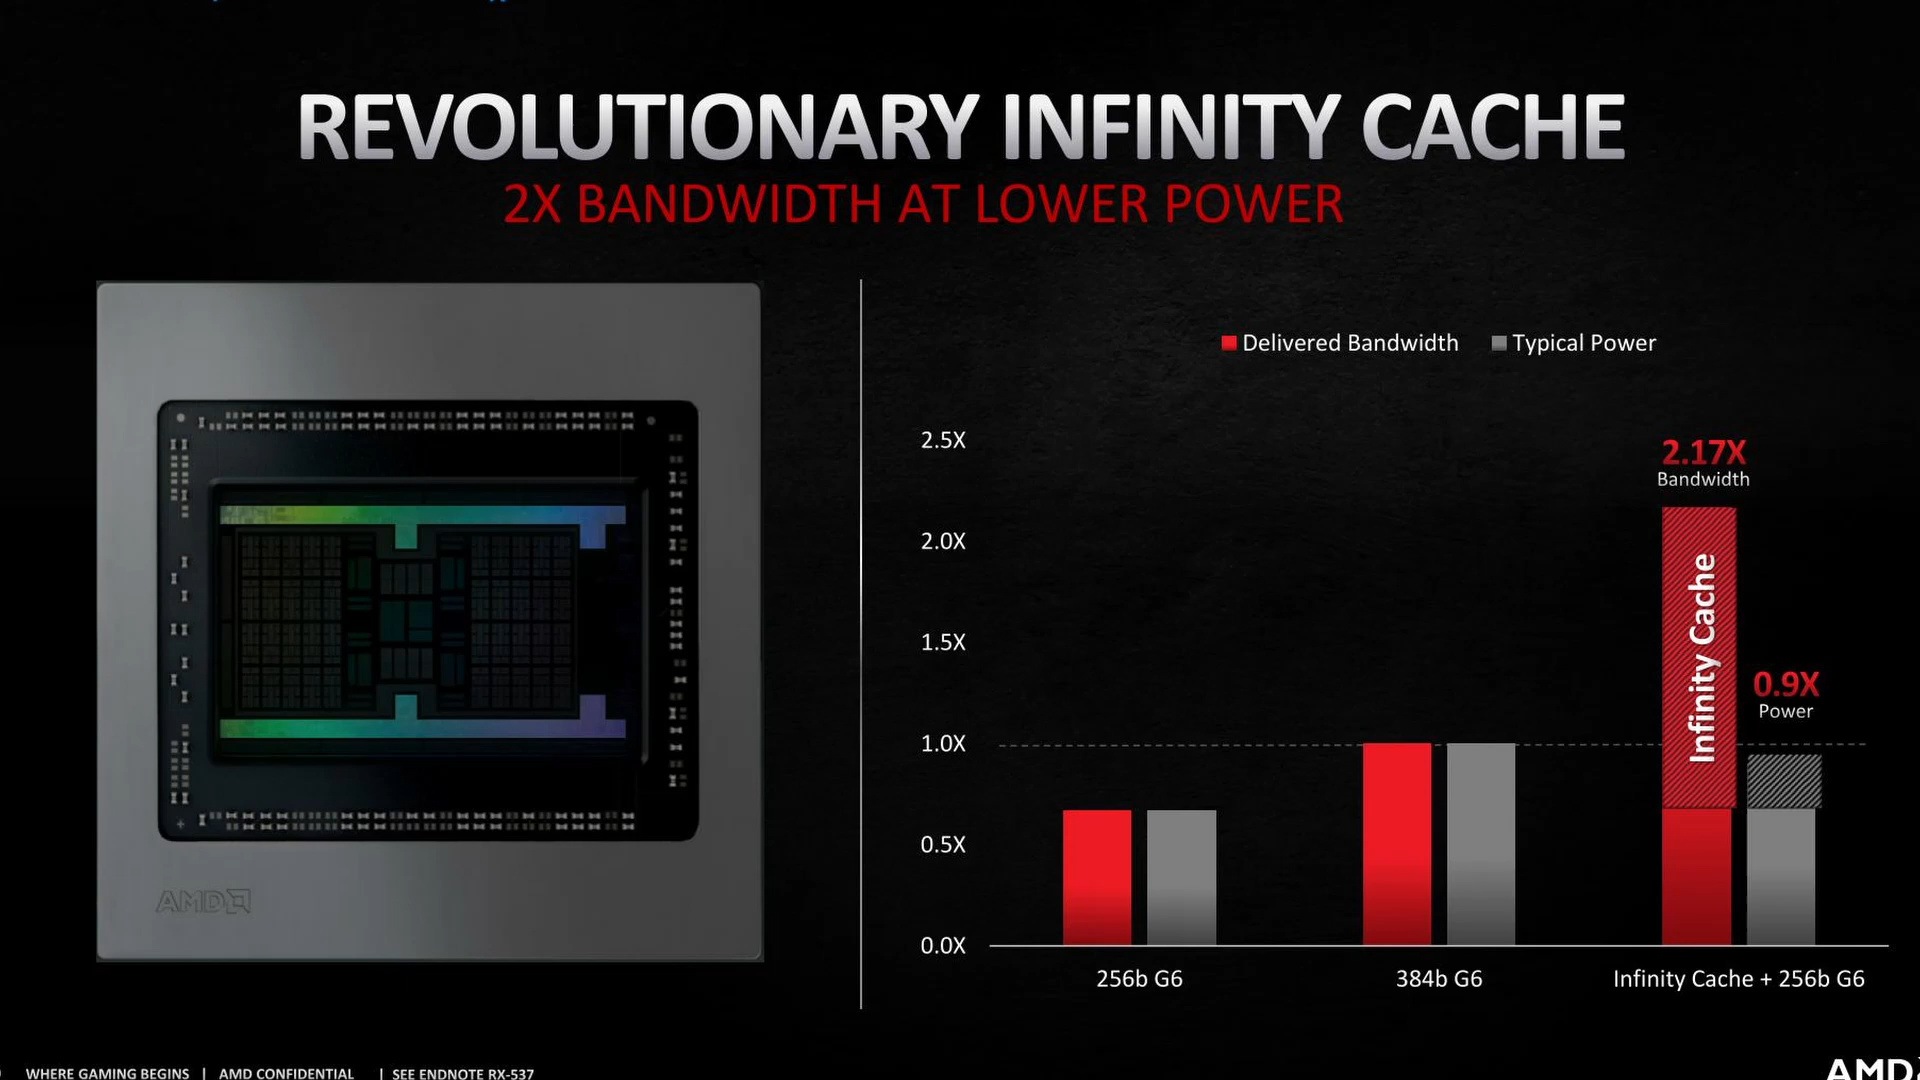 REVOLUTIONARY INFINITY CACHE
2X BANDWIDTH AT LOWER POWER
AMD
Delivered Bandwidth
Typical Power
2.5X
2.0X
1.5X
1.0X
0.5X
0.0X
2.17X
Bandwidth
Infinity Cache
0.9X
Power
256b G6
384b G6
Infinity Cache + 256b G6
WHERE GAMING BEGINS | AMD CONFIDENTIAL | SEE ENDNOTE RX-537
AMD